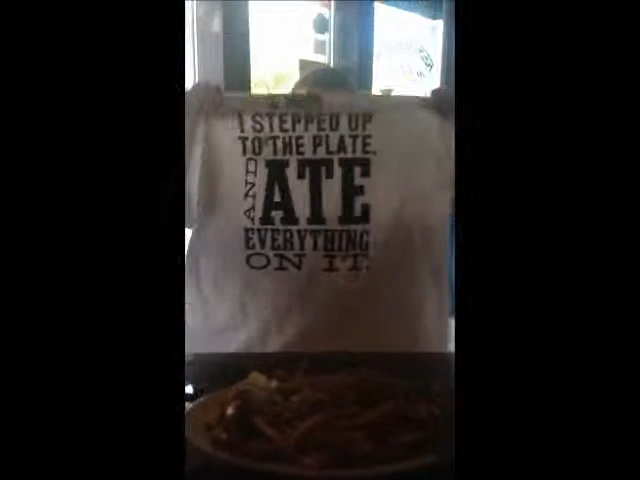 I STEPPED UP
TO THE PLATE,
AND ATE
EVERYTHING
ON IT.